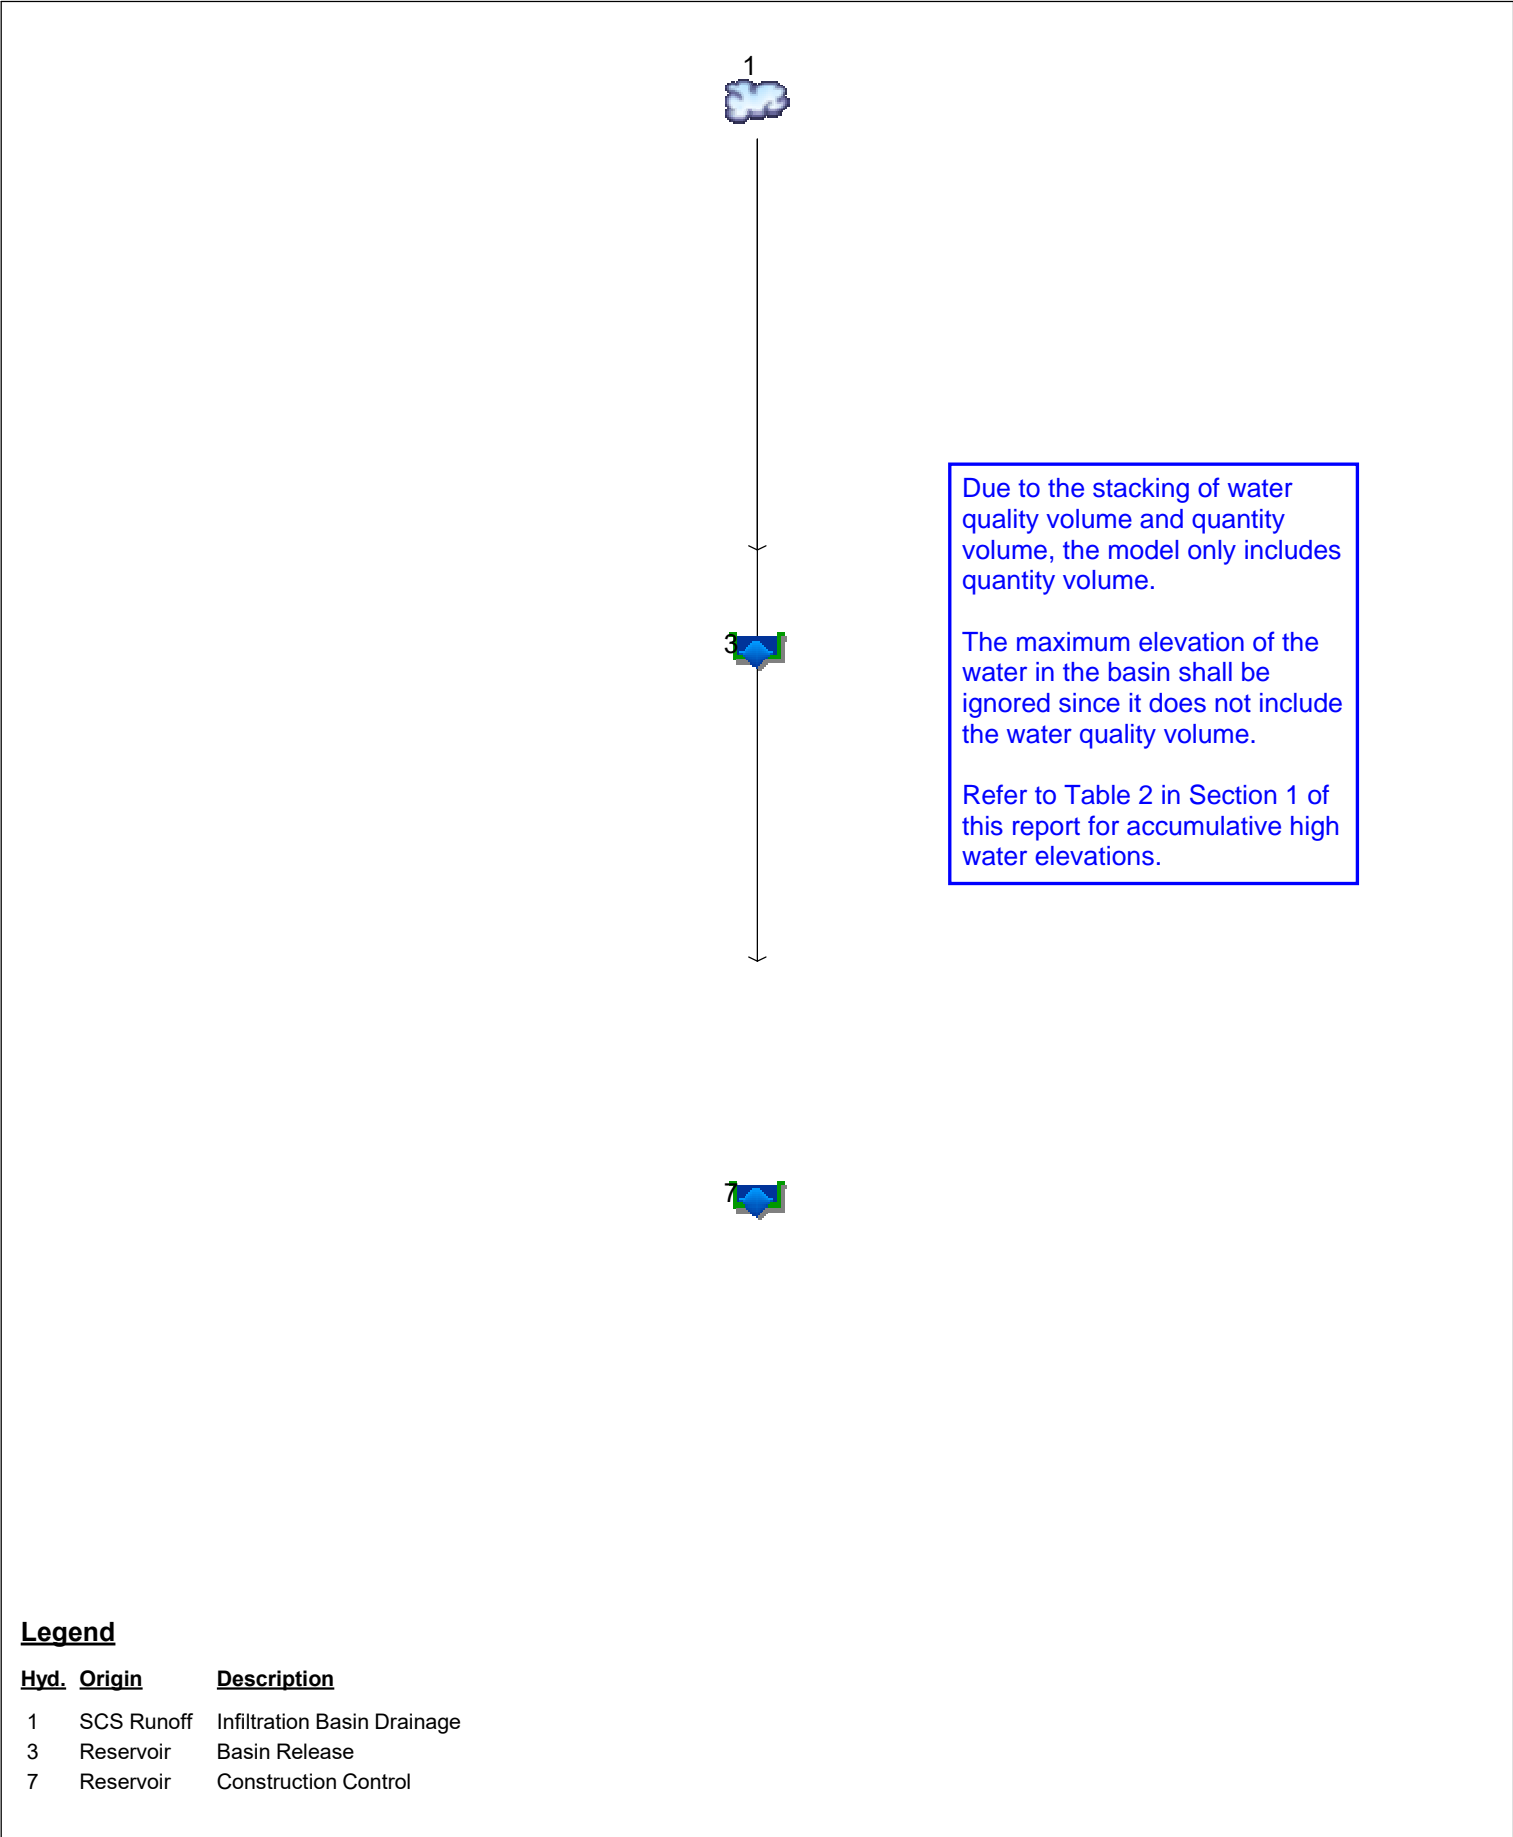 1
Due to the stacking of water
quality volume and quantity
volume, the model only includes
quantity volume.
The maximum elevation of the
water in the basin shall be
ignored since it does not include
the water quality volume.
Refer to Table 2 in Section 1 of
this report for accumulative high
water elevations.
3
7
Legend
Hyd. Origin Description
1 SCS Runoff Infiltration Basin Drainage
3 Reservoir Basin Release
7 Reservoir Construction Control